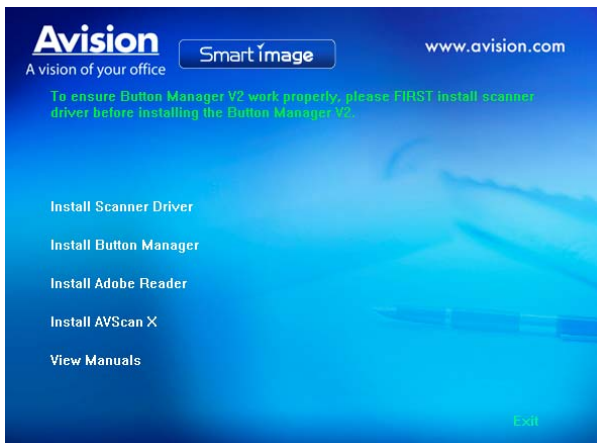 Avision
A vision of your office
Smart image
www.avision.com
To ensure Button Manager V2 work properly, please FIRST install scanner
driver before installing the Button Manager V2.
Install Scanner Driver
Install Button Manager
Install Adobe Reader
Install AVScan X
View Manuals
Exit